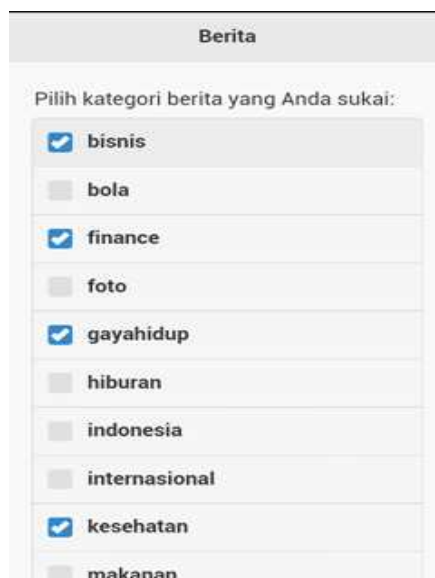 Berita
Pilih kategori berita yang Anda sukai:
bisnis
bola
finance
foto
gayahidup
hiburan
indonesia
internasional
kesehatan
makanan